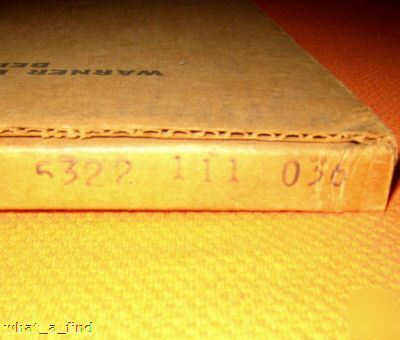 WARNER
5322 111 036
what_a_find